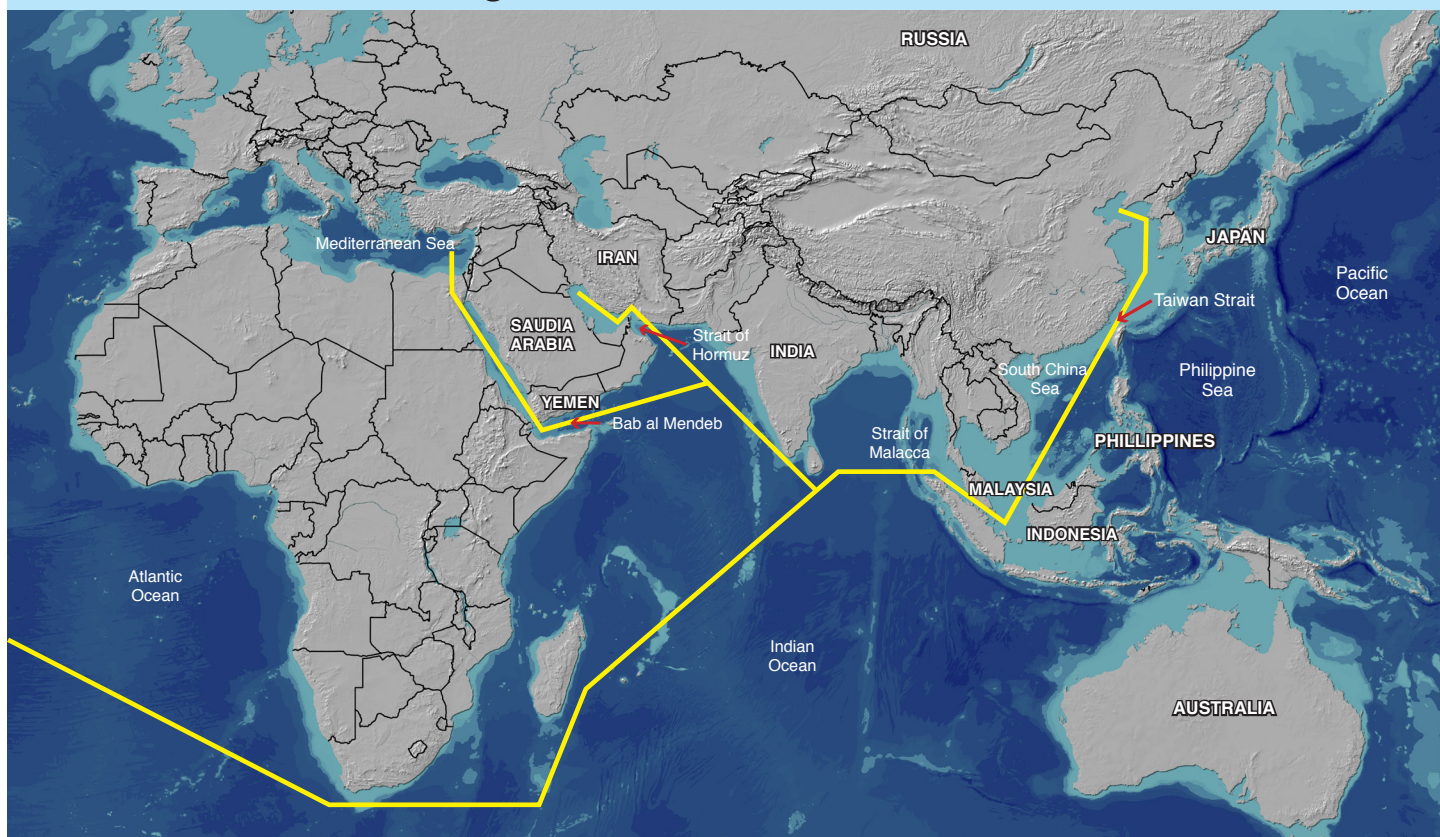 RUSSIA
Mediterranean Sea
IRAN
JAPAN
Pacific
Ocean
Taiwan Strait
SAUDIA
ARABIA
Strait of
Hormuz
INDIA
South China
Sea
Philippine
Sea
YEMEN
Bab al Mendeb
Strait of
Malacca
PHILLIPPINES
MALAYSIA
INDONESIA
Atlantic
Ocean
Indian
Ocean
AUSTRALIA